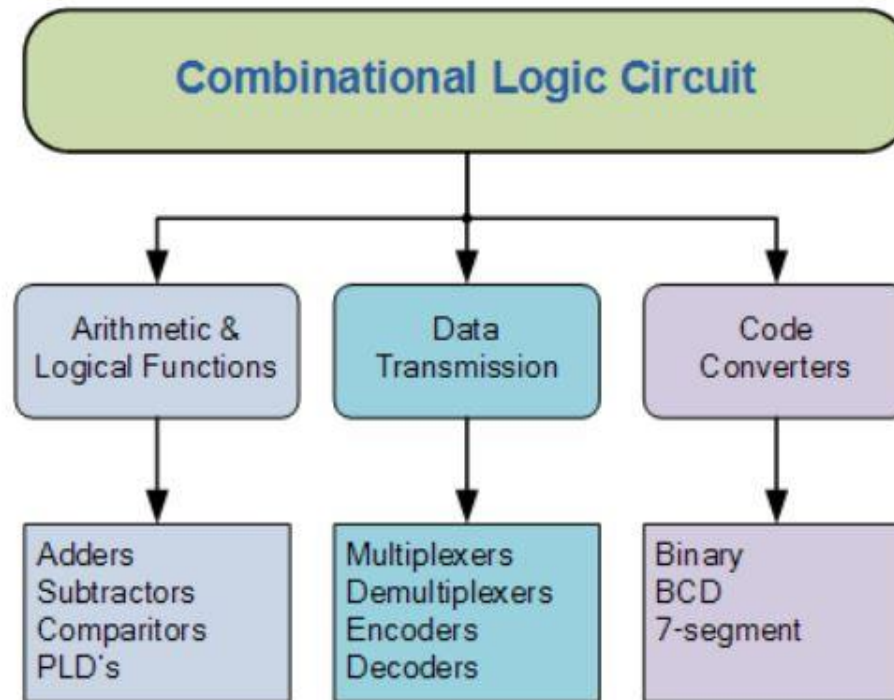 Combinational Logic Circuit
Arithmetic &
Logical Functions
Data
Transmission
Code
Converters
Adders
Subtractors
Comparitors
PLD's
Multiplexers
Demultiplexers
Encoders
Decoders
Binary
BCD
7-segment